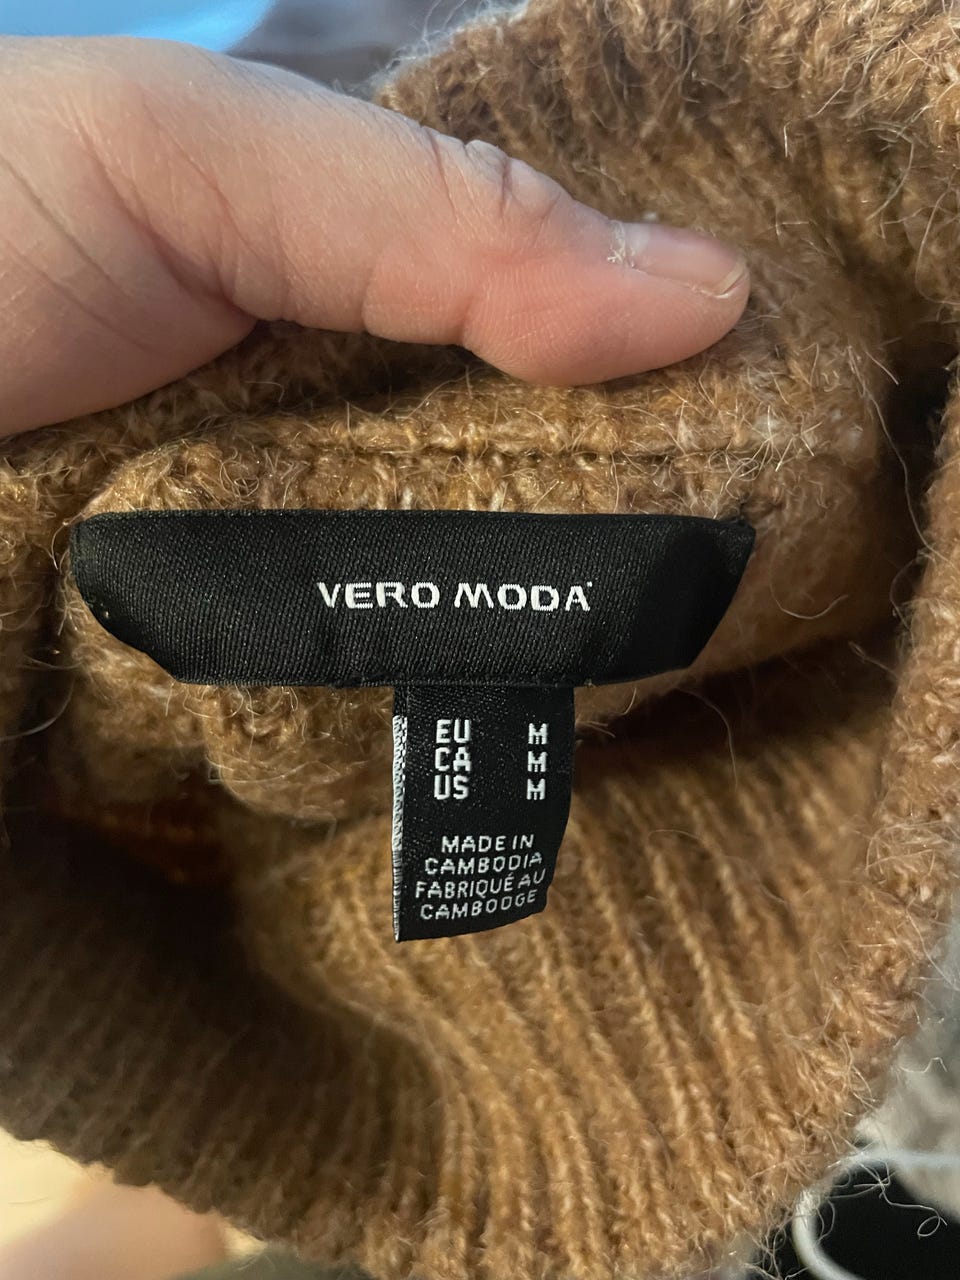 VERO MODA
EU M
CA M
US M
MADE IN
CAMBODIA
FABRIQUÉ AU
CAMBODGE